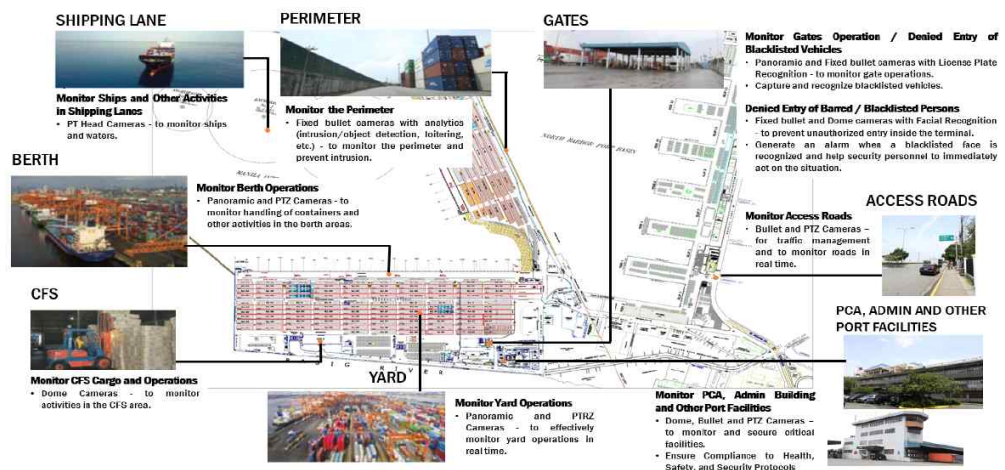 SHIPPING LANE
Monitor Ships and Other Activities
in Shipping Lanes
• PT Head Cameras - to monitor ships
and waters.
PERIMETER
Monitor the Perimeter
• Fixed bullet cameras with analytics
(intrusion/object detection, loitering,
etc.) - to monitor the perimeter and
prevent intrusion.
GATES
Monitor Gates Operation / Denied Entry of
Blacklisted Vehicles
• Panoramic and Fixed bullet cameras with License Plate
Recognition - to monitor gate operations.
• Capture and recognize blacklisted vehicles.
Denied Entry of Barred / Blacklisted Persons
• Fixed bullet and Dome cameras with Facial Recognition
- to prevent unauthorized entry inside the terminal.
• Generate an alarm when a blacklisted face is
recognized and help security personnel to immediately
act on the situation.
BERTH
Monitor Berth Operations
• Panoramic and PTZ Cameras - to
monitor handling of containers and
other activities in the berth areas.
NORTH HARBOR PORT BASIN
ACCESS ROADS
Monitor Access Roads
• Bullet and PTZ Cameras –
for traffic management
and to monitor roads in
real time.
CFS
Monitor CFS Cargo and Operations
• Dome Cameras - to monitor
activities in the CFS area.
RIVER
YARD
Monitor Yard Operations
• Panoramic and PTRZ
Cameras - to effectively
monitor yard operations in
real time.
PCA, ADMIN AND OTHER
PORT FACILITIES
Monitor PCA, Admin Building
and Other Port Facilities
• Dome, Bullet and PTZ Cameras –
to monitor and secure critical
facilities.
• Ensure Compliance to Health,
Safety, and Security Protocols